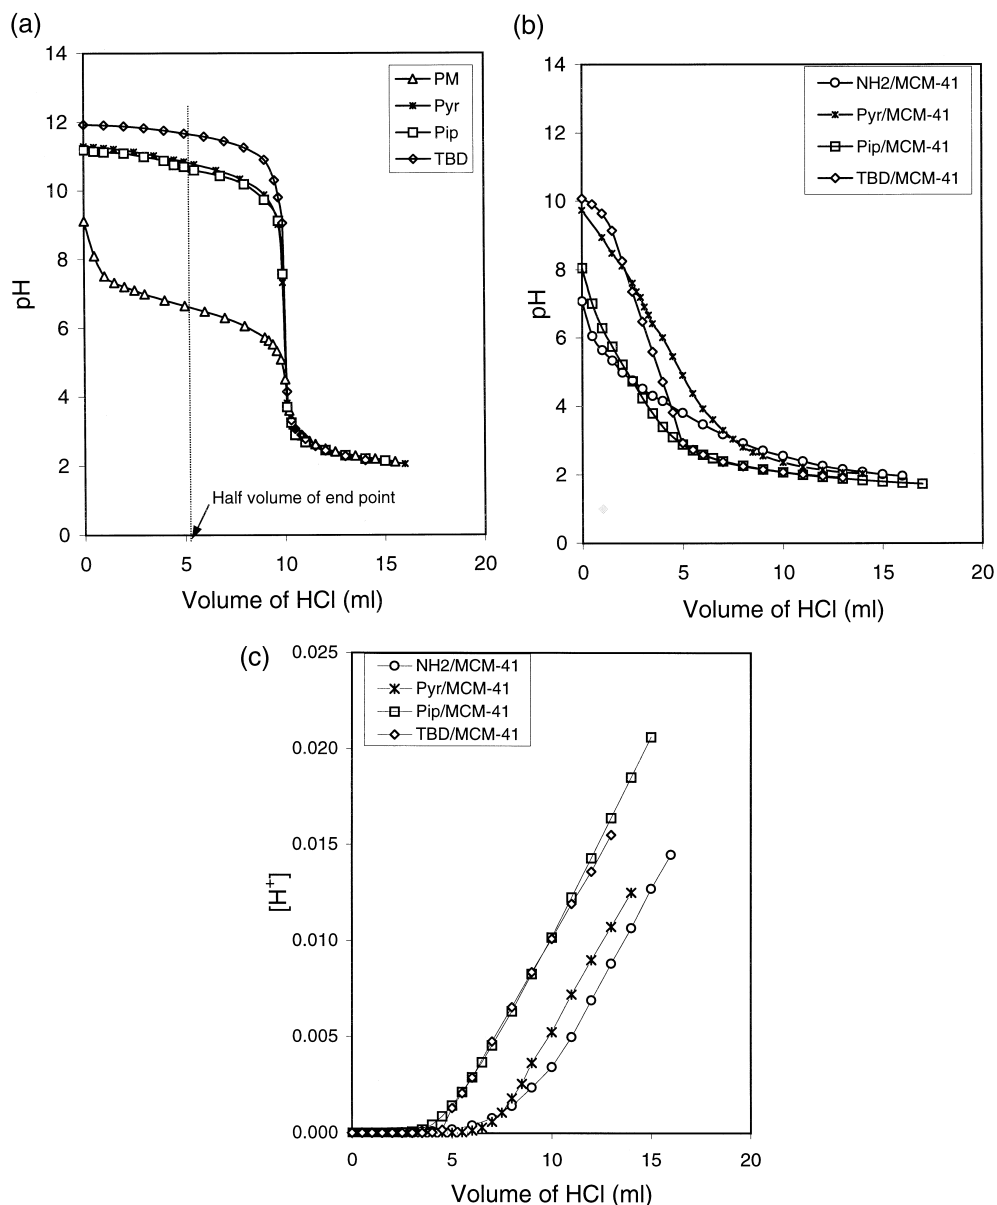 (a)
14
12
10
8
6
4
2
0
pH
PM
Pyr
Pip
TBD
Half volume of end point
0 5 10 15 20
Volume of HCl (ml)
(b)
14
12
10
8
6
4
2
0
pH
NH2/MCM-41
Pyr/MCM-41
Pip/MCM-41
TBD/MCM-41
0 5 10 15 20
Volume of HCl (ml)
(c)
0.025
0.020
0.015
0.010
0.005
0.000
[H+]
NH2/MCM-41
Pyr/MCM-41
Pip/MCM-41
TBD/MCM-41
0 5 10 15 20
Volume of HCl (ml)